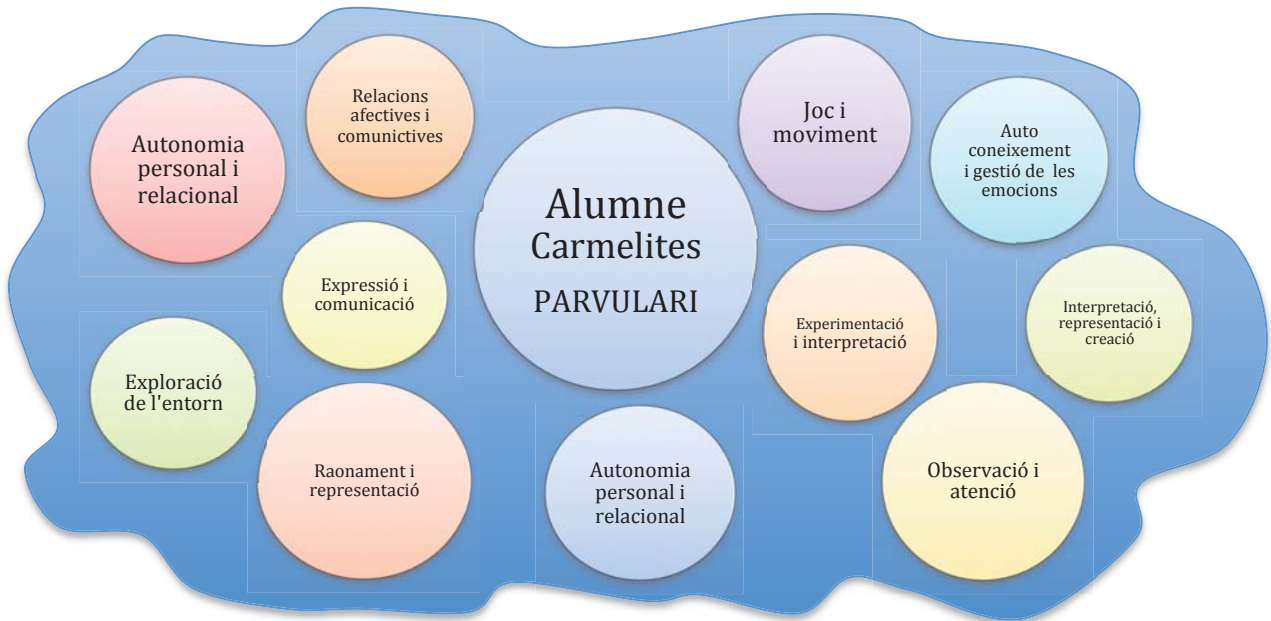 Autonomia
personal i
relacional
Relacions
afectives i
comunictives
Alumne
Carmelites
PARVULARI
Joc i
moviment
Auto
coneixement
i gestió de les
emocions
Expressió i
comunicació
Experimentació
i interpretació
Interpretació,
representació i
creació
Exploració
de l'entorn
Raonament i
representació
Autonomia
personal i
relacional
Observació i
atenció